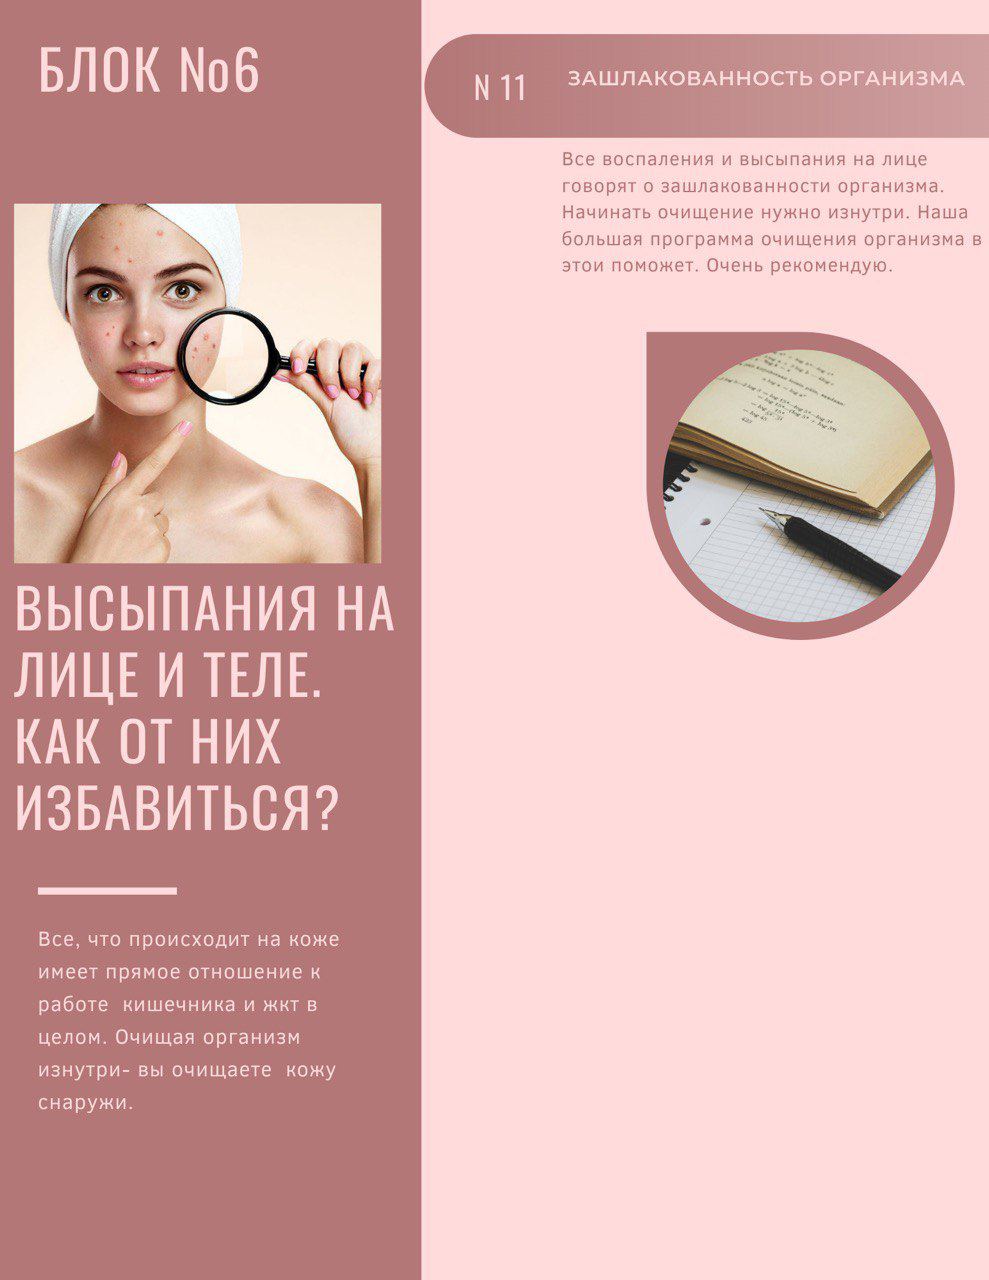 БЛОК №6
ВЫСЫПАНИЯ НА
ЛИЦЕ И ТЕЛЕ.
КАК ОТ НИХ
ИЗБАВИТЬСЯ?
Все, что происходит на коже
имеет прямое отношение к
работе кишечника и жкт в
целом. Очищая организм
изнутри- вы очищаете кожу
снаружи.
N 11
ЗАШЛАКОВАННОСТЬ ОРГАНИЗМА
Все воспаления и высыпания на лице
говорят о зашлакованности организма.
Начинать очищение нужно изнутри. Наша
большая программа очищения организма в
этои поможет. Очень рекомендую.